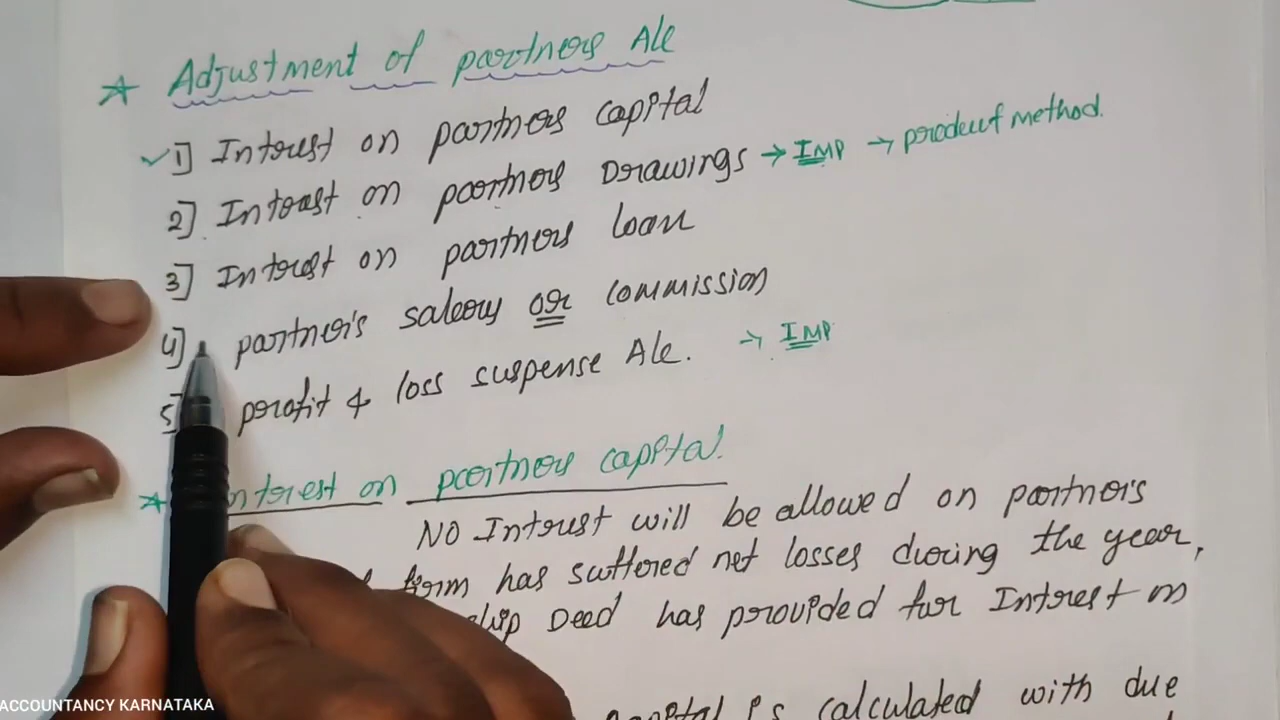 Adjustment of partners A/c
1] Interest on partners capital
2] Interest on partners Drawings → IMP → product method.
3] Interest on partners loan
4] partner's salery or commission
5] profit & loss suspense A/c. → IMP
Interest on partners capital.
NO Interest will be allowed on partner's
firm has suffered net losses during the year,
Deed has provided for Interest on
is calculated with due
ACCOUNTANCY KARNATAKA